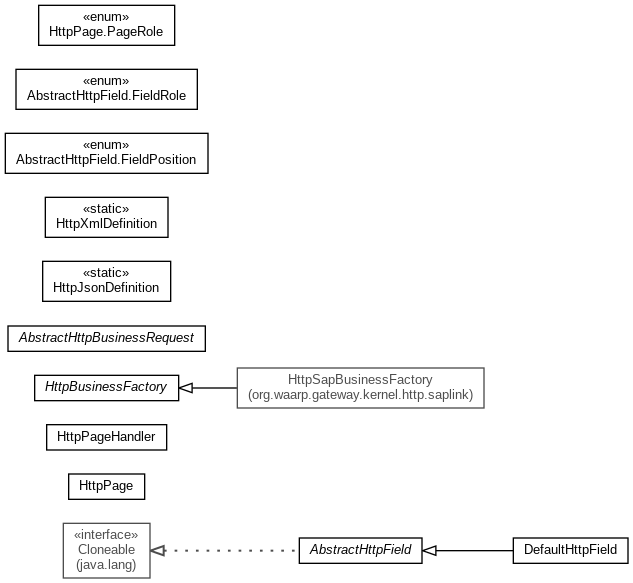 «enum»
HttpPage.PageRole
«enum»
AbstractHttpField.FieldRole
«enum»
AbstractHttpField.FieldPosition
«static»
HttpXmlDefinition
«static»
HttpJsonDefinition
AbstractHttpBusinessRequest
HttpBusinessFactory
HttpSapBusinessFactory
(org.waarp.gateway.kernel.http.saplink)
HttpPageHandler
HttpPage
«interface»
Cloneable
(java.lang)
AbstractHttpField
DefaultHttpField